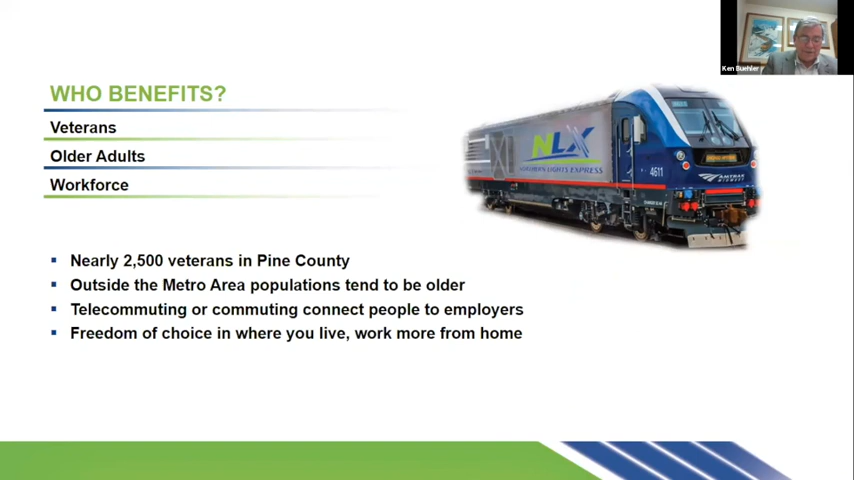 Ken Buehler
WHO BENEFITS?
Veterans
Older Adults
Workforce
NLX
NORTHERN LIGHTS EXPRESS
4611
AMTRAK
MIDWEST
▪ Nearly 2,500 veterans in Pine County
▪ Outside the Metro Area populations tend to be older
▪ Telecommuting or commuting connect people to employers
▪ Freedom of choice in where you live, work more from home